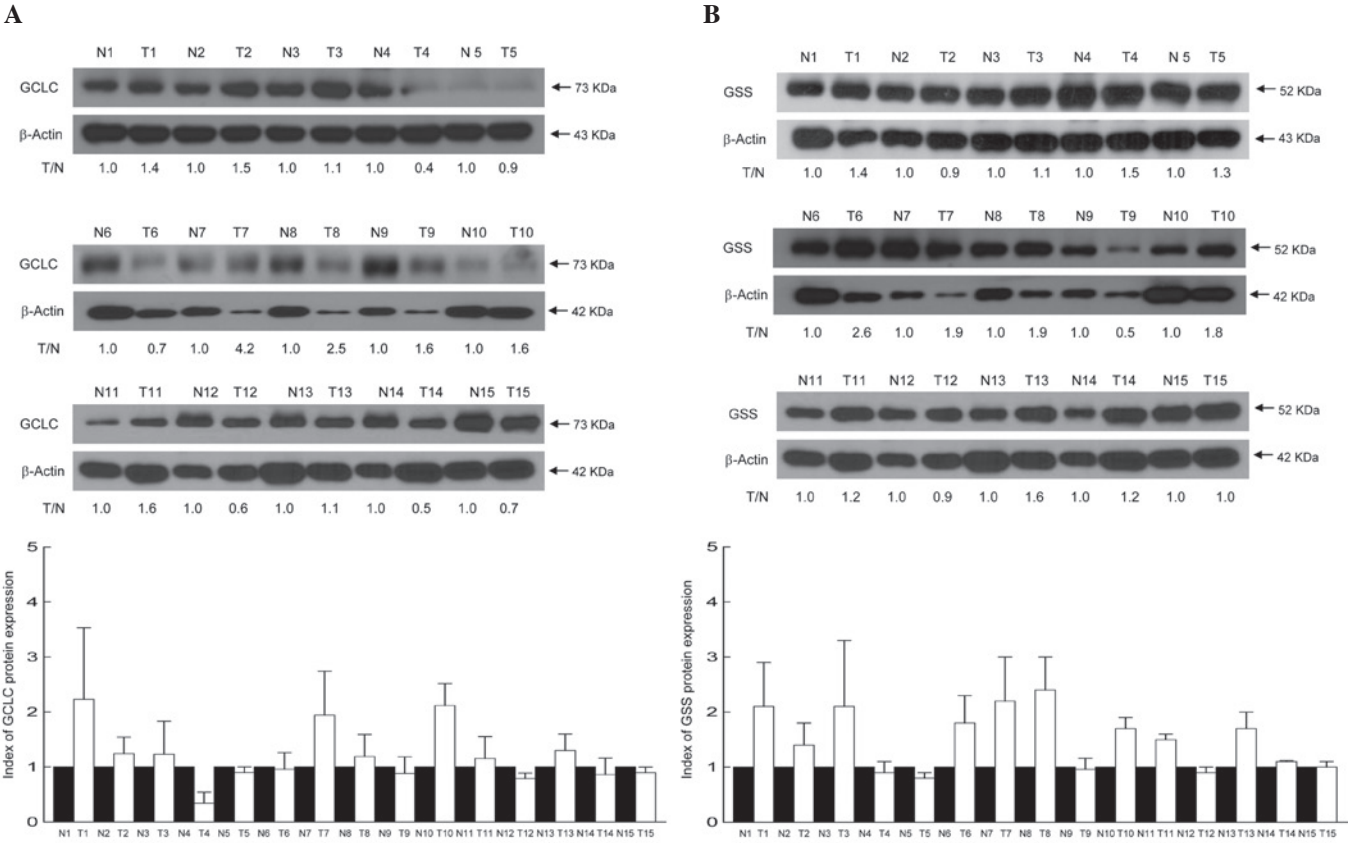 A
N1 T1 N2 T2 N3 T3 N4 T4 N 5 T5
GCLC 73 KDa
β-Actin 43 KDa
T/N 1.0 1.4 1.0 1.5 1.0 1.1 1.0 0.4 1.0 0.9
N6 T6 N7 T7 N8 T8 N9 T9 N10 T10
GCLC 73 KDa
β-Actin 42 KDa
T/N 1.0 0.7 1.0 4.2 1.0 2.5 1.0 1.6 1.0 1.6
N11 T11 N12 T12 N13 T13 N14 T14 N15 T15
GCLC 73 KDa
β-Actin 42 KDa
T/N 1.0 1.6 1.0 0.6 1.0 1.1 1.0 0.5 1.0 0.7
Index of GCLC protein expression
5
4
3
2
1
0
N1 T1 N2 T2 N3 T3 N4 T4 N5 T5 N6 T6 N7 T7 N8 T8 N9 T9 N10 T10 N11 T11 N12 T12 N13 T13 N14 T14 N15 T15
B
N1 T1 N2 T2 N3 T3 N4 T4 N 5 T5
GSS 52 KDa
β-Actin 43 KDa
T/N 1.0 1.4 1.0 0.9 1.0 1.1 1.0 1.5 1.0 1.3
N6 T6 N7 T7 N8 T8 N9 T9 N10 T10
GSS 52 KDa
β-Actin 42 KDa
T/N 1.0 2.6 1.0 1.9 1.0 1.9 1.0 0.5 1.0 1.8
N11 T11 N12 T12 N13 T13 N14 T14 N15 T15
GSS 52 KDa
β-Actin 42 KDa
T/N 1.0 1.2 1.0 0.9 1.0 1.6 1.0 1.2 1.0 1.0
Index of GSS protein expression
5
4
3
2
1
0
N1 T1 N2 T2 N3 T3 N4 T4 N5 T5 N6 T6 N7 T7 N8 T8 N9 T9 N10 T10 N11 T11 N12 T12 N13 T13 N14 T14 N15 T15